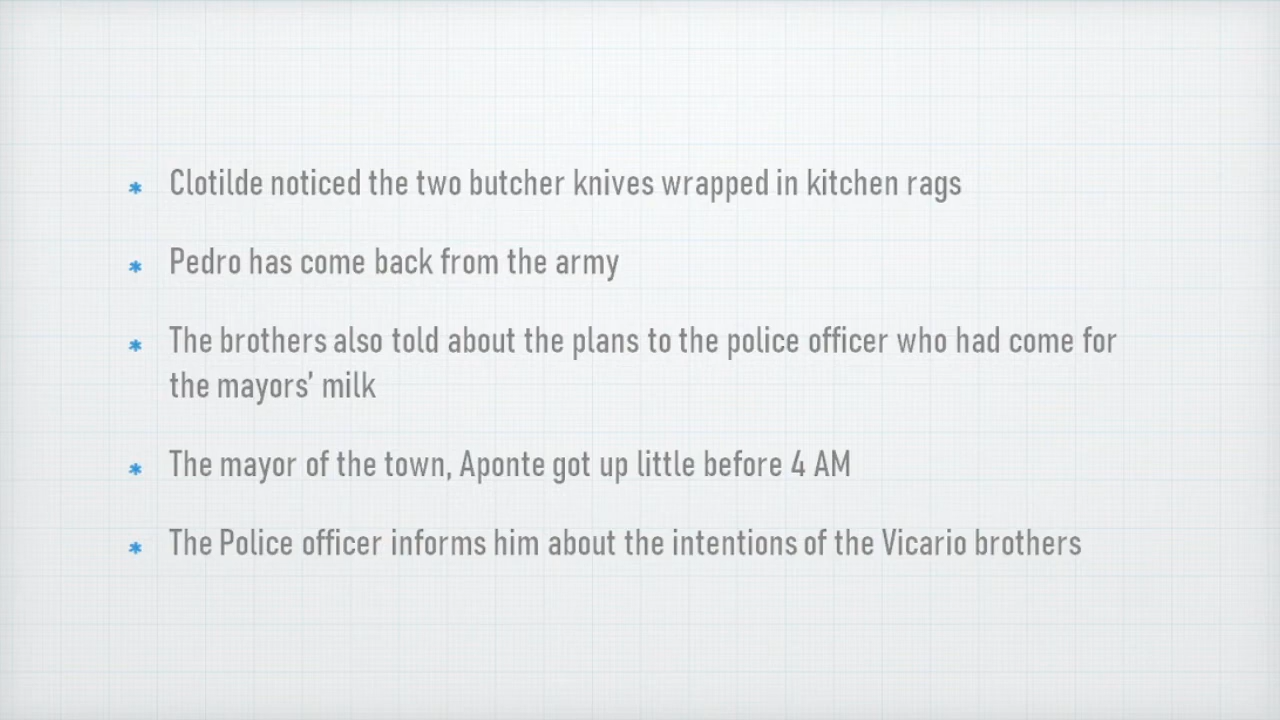 * Clotilde noticed the two butcher knives wrapped in kitchen rags
* Pedro has come back from the army
* The brothers also told about the plans to the police officer who had come for
the mayors’ milk
* The mayor of the town, Aponte got up little before 4 AM
* The Police officer informs him about the intentions of the Vicario brothers